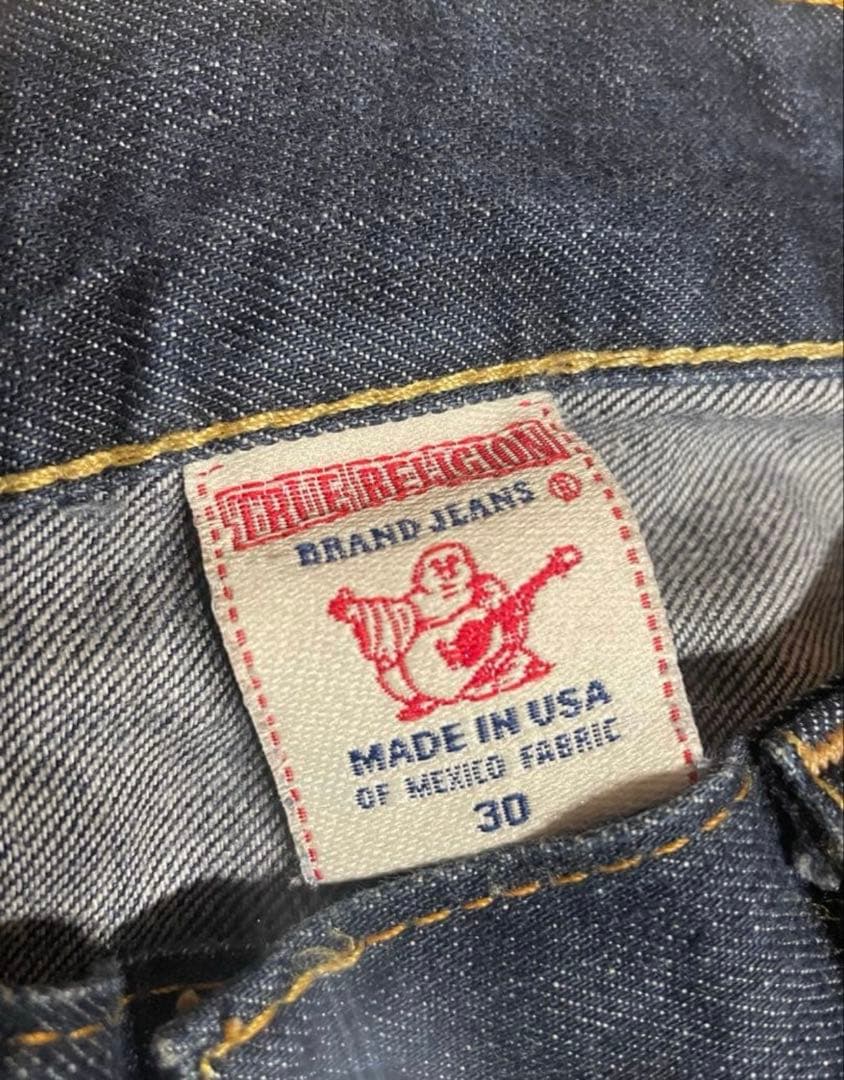 TRUE RELIGION
BRAND JEANS ®
MADE IN USA
OF MEXICO FABRIC
30